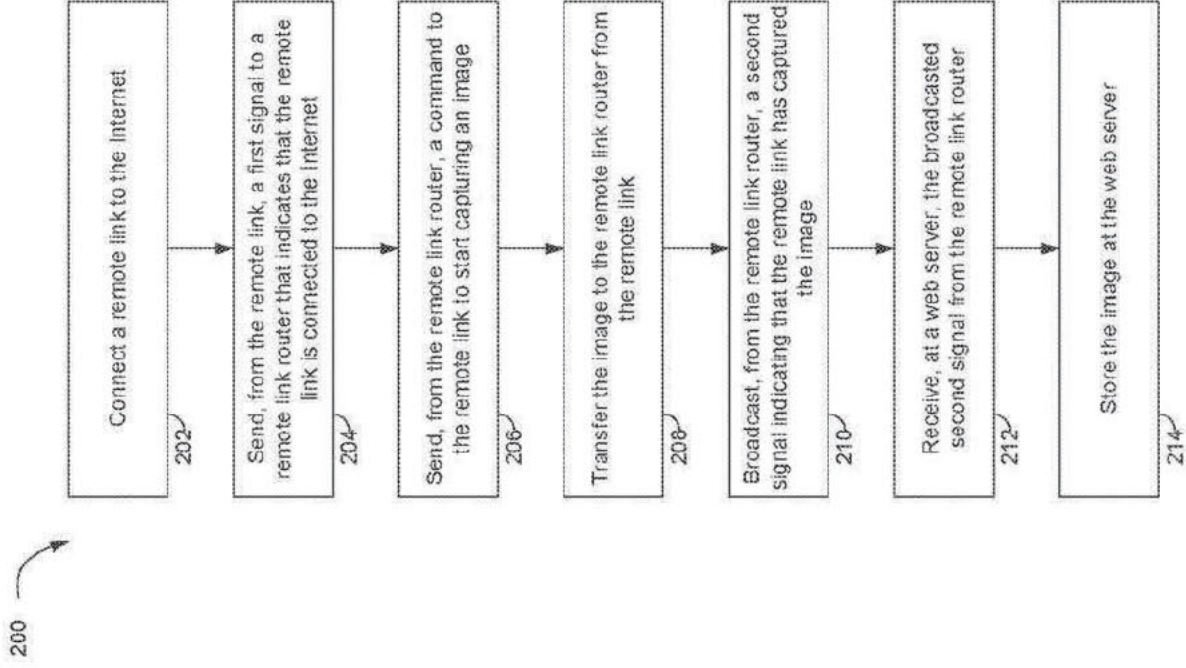 200
Connect a remote link to the Internet
202
Send, from the remote link, a first signal to a
remote link router that indicates that the remote
link is connected to the Internet
204
Send, from the remote link router, a command to
the remote link to start capturing an image
206
Transfer the image to the remote link router from
the remote link
208
Broadcast, from the remote link router, a second
signal indicating that the remote link has captured
the image
210
Receive, at a web server, the broadcasted
second signal from the remote link router
212
Store the image at the web server
214